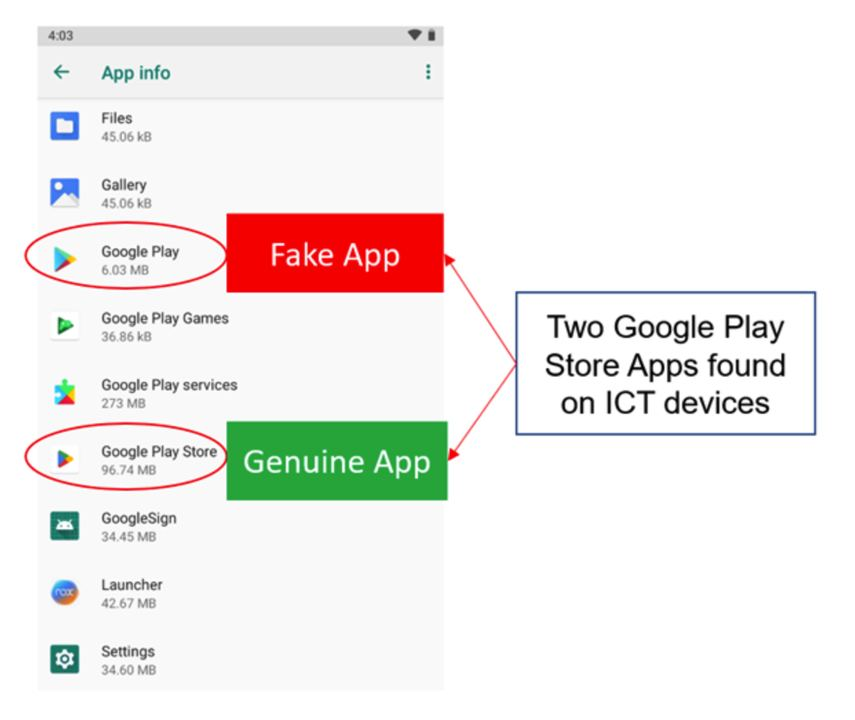 4:03
App info
Files
45.06 kB
Gallery
45.06 kB
Google Play
6.03 MB
Fake App
Google Play Games
36.86 kB
Google Play services
273 MB
Google Play Store
96.74 MB
Genuine App
GoogleSign
34.45 MB
Launcher
42.67 MB
Settings
34.60 MB
Two Google Play
Store Apps found
on ICT devices